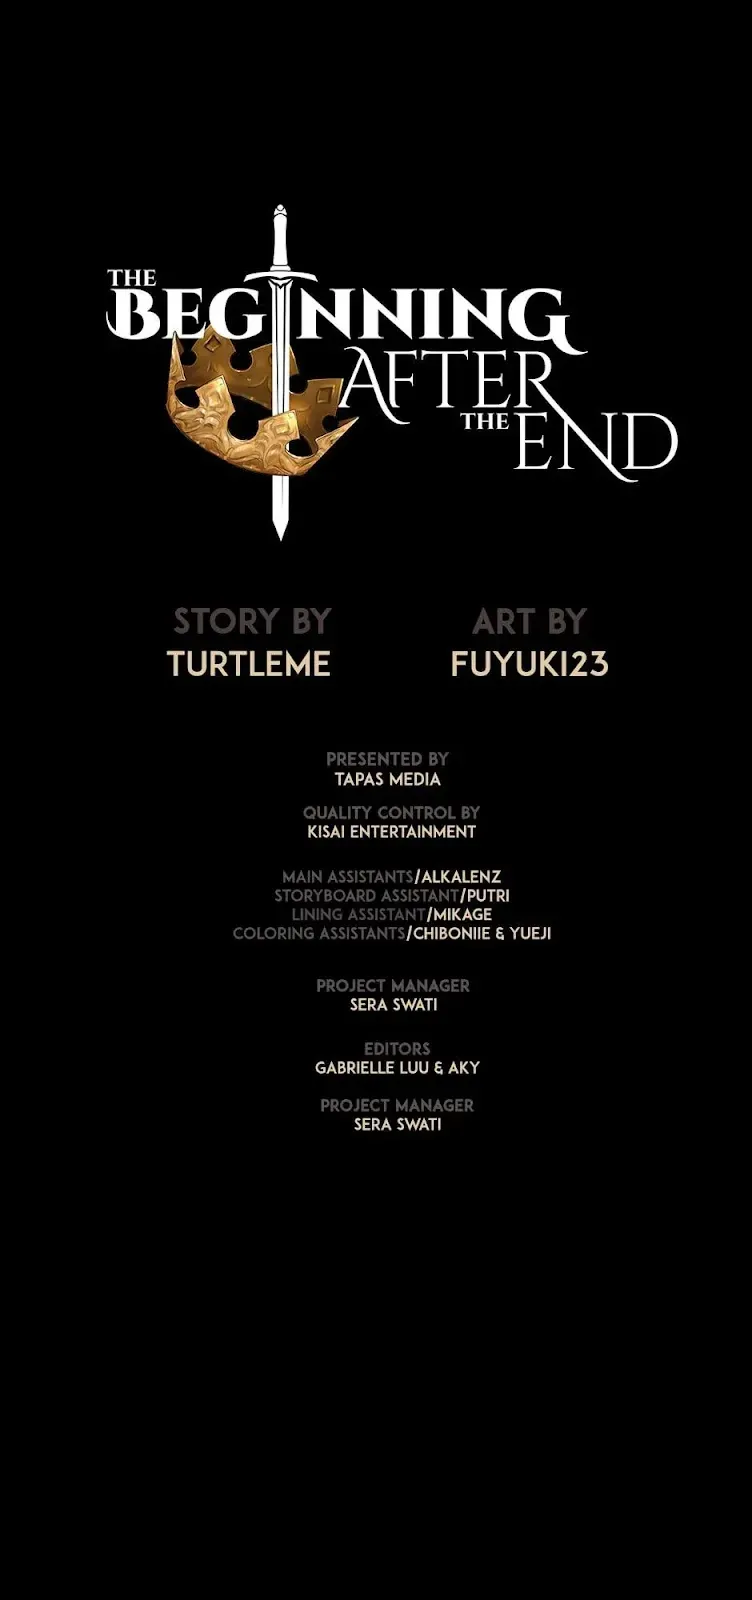 THE
BEGINNING
AFTER
THE END
STORY BY
TURTLEME
ART BY
FUYUKI23
PRESENTED BY
TAPAS MEDIA
QUALITY CONTROL BY
KISAI ENTERTAINMENT
MAIN ASSISTANTS/ALKALENZ
STORYBOARD ASSISTANT/PUTRI
LINING ASSISTANT/MIKAGE
COLORING ASSISTANTS/CHIBONIIE & YUEJI
PROJECT MANAGER
SERA SWATI
EDITORS
GABRIELLE LUU & AKY
PROJECT MANAGER
SERA SWATI